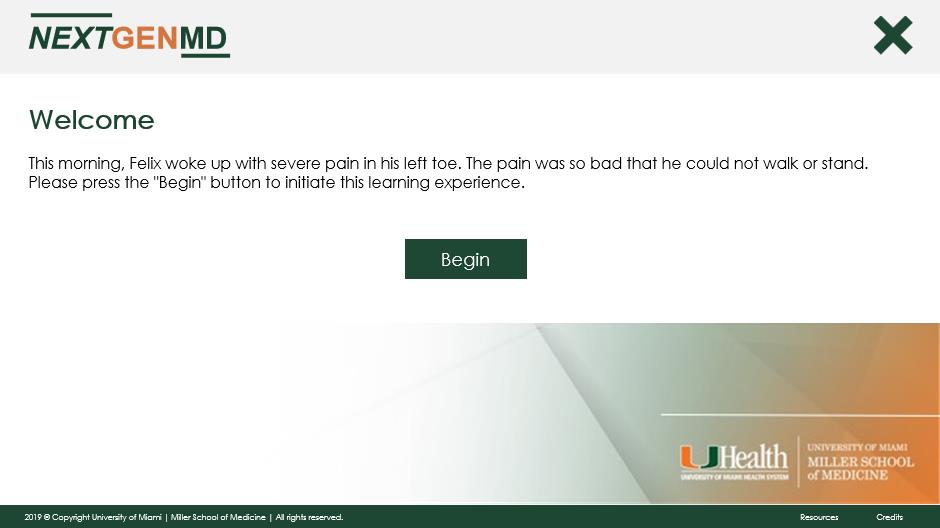 NEXTGENMD
Welcome
This morning, Felix woke up with severe pain in his left toe. The pain was so bad that he could not walk or stand.
Please press the "Begin" button to initiate this learning experience.
Begin
UHealth
UNIVERSITY OF MIAMI HEALTH SYSTEM
UNIVERSITY OF MIAMI
MILLER SCHOOL
of MEDICINE
2019 © Copyright University of Miami | Miller School of Medicine | All rights reserved.
Resources
Credits